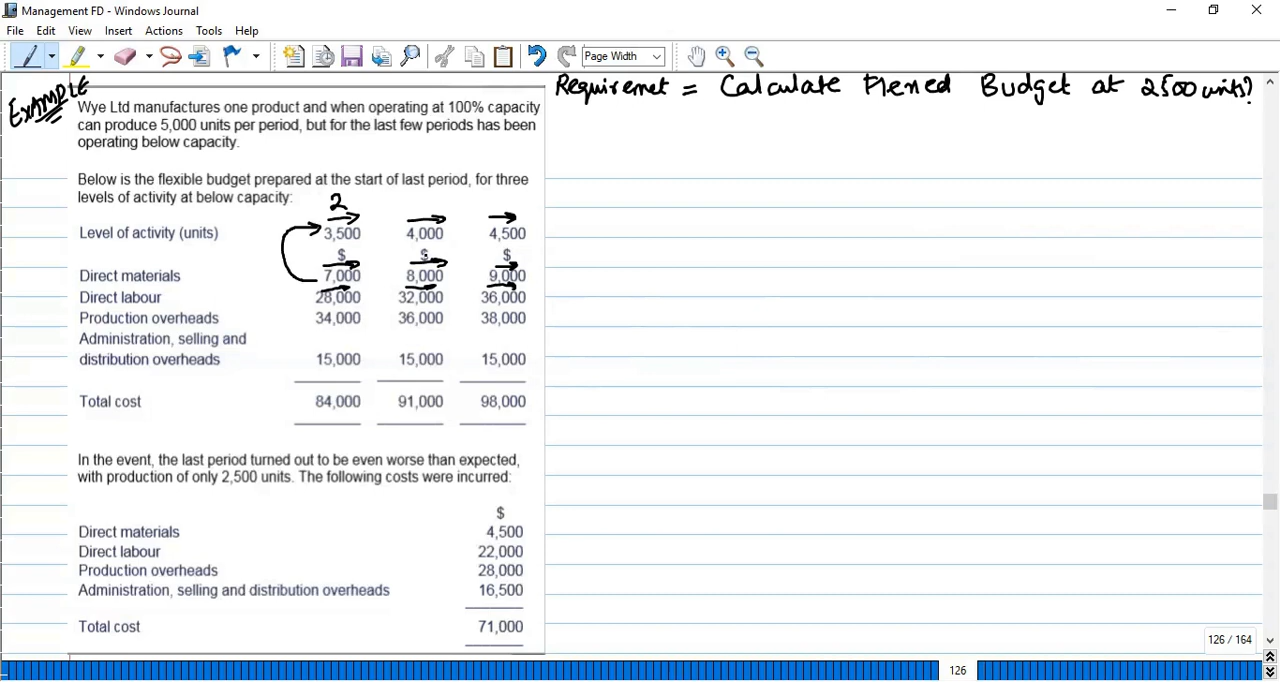 Management FD - Windows Journal
File Edit View Insert Actions Tools Help
Page Width
EXAMPLE
Requiremet = Calculate Flexed Budget at 2500 units?
Wye Ltd manufactures one product and when operating at 100% capacity
can produce 5,000 units per period, but for the last few periods has been
operating below capacity.
Below is the flexible budget prepared at the start of last period, for three
levels of activity at below capacity:
2
Level of activity (units) 3,500 4,000 4,500
$ $ $
Direct materials 7,000 8,000 9,000
Direct labour 28,000 32,000 36,000
Production overheads 34,000 36,000 38,000
Administration, selling and
distribution overheads 15,000 15,000 15,000
Total cost 84,000 91,000 98,000
In the event, the last period turned out to be even worse than expected,
with production of only 2,500 units. The following costs were incurred:
$
Direct materials 4,500
Direct labour 22,000
Production overheads 28,000
Administration, selling and distribution overheads 16,500
Total cost 71,000
126 / 164
126